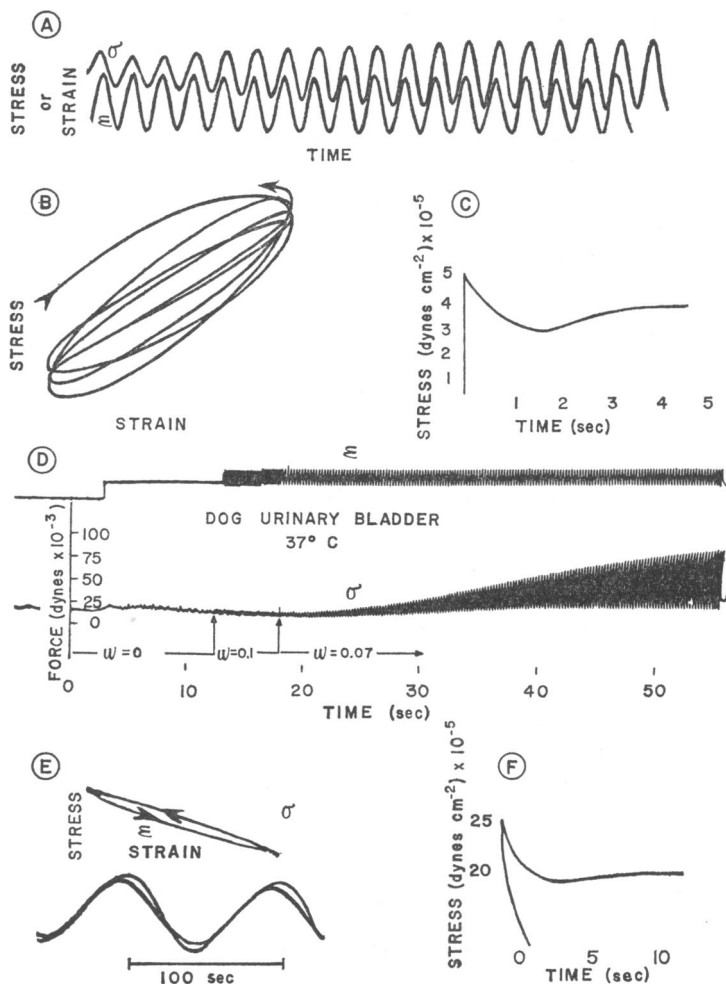 A
STRESS
or
STRAIN
σ
TIME
B
STRESS
STRAIN
C
STRESS (dynes cm⁻²) x 10⁻⁵
5
4
3
2
1
1 2 3 4 5
TIME (sec)
D
DOG URINARY BLADDER
37° C
FORCE (dynes x10⁻³)
100
75
50
25
0
σ
W=0 W=0.1 W=0.07
0 10 20 30 40 50
TIME (sec)
E
STRESS
σ
STRAIN
100 sec
F
STRESS (dynes cm⁻²) x 10⁻⁵
25
20
0 5 10
TIME (sec)